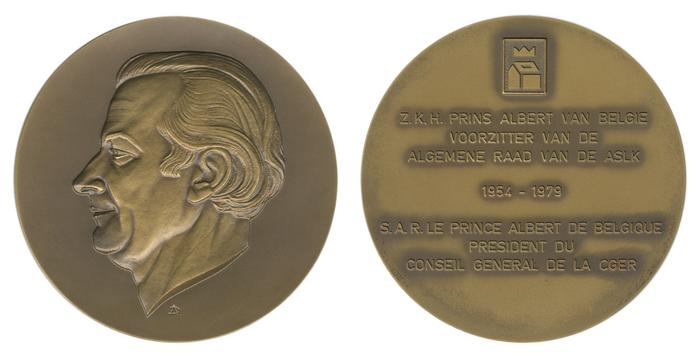 Z.K.H. PRINS ALBERT VAN BELGIE
VOORZITTER VAN DE
ALGEMENE RAAD VAN DE ASLK
1954 - 1979
S.A.R. LE PRINCE ALBERT DE BELGIQUE
PRESIDENT DU
CONSEIL GENERAL DE LA CGER